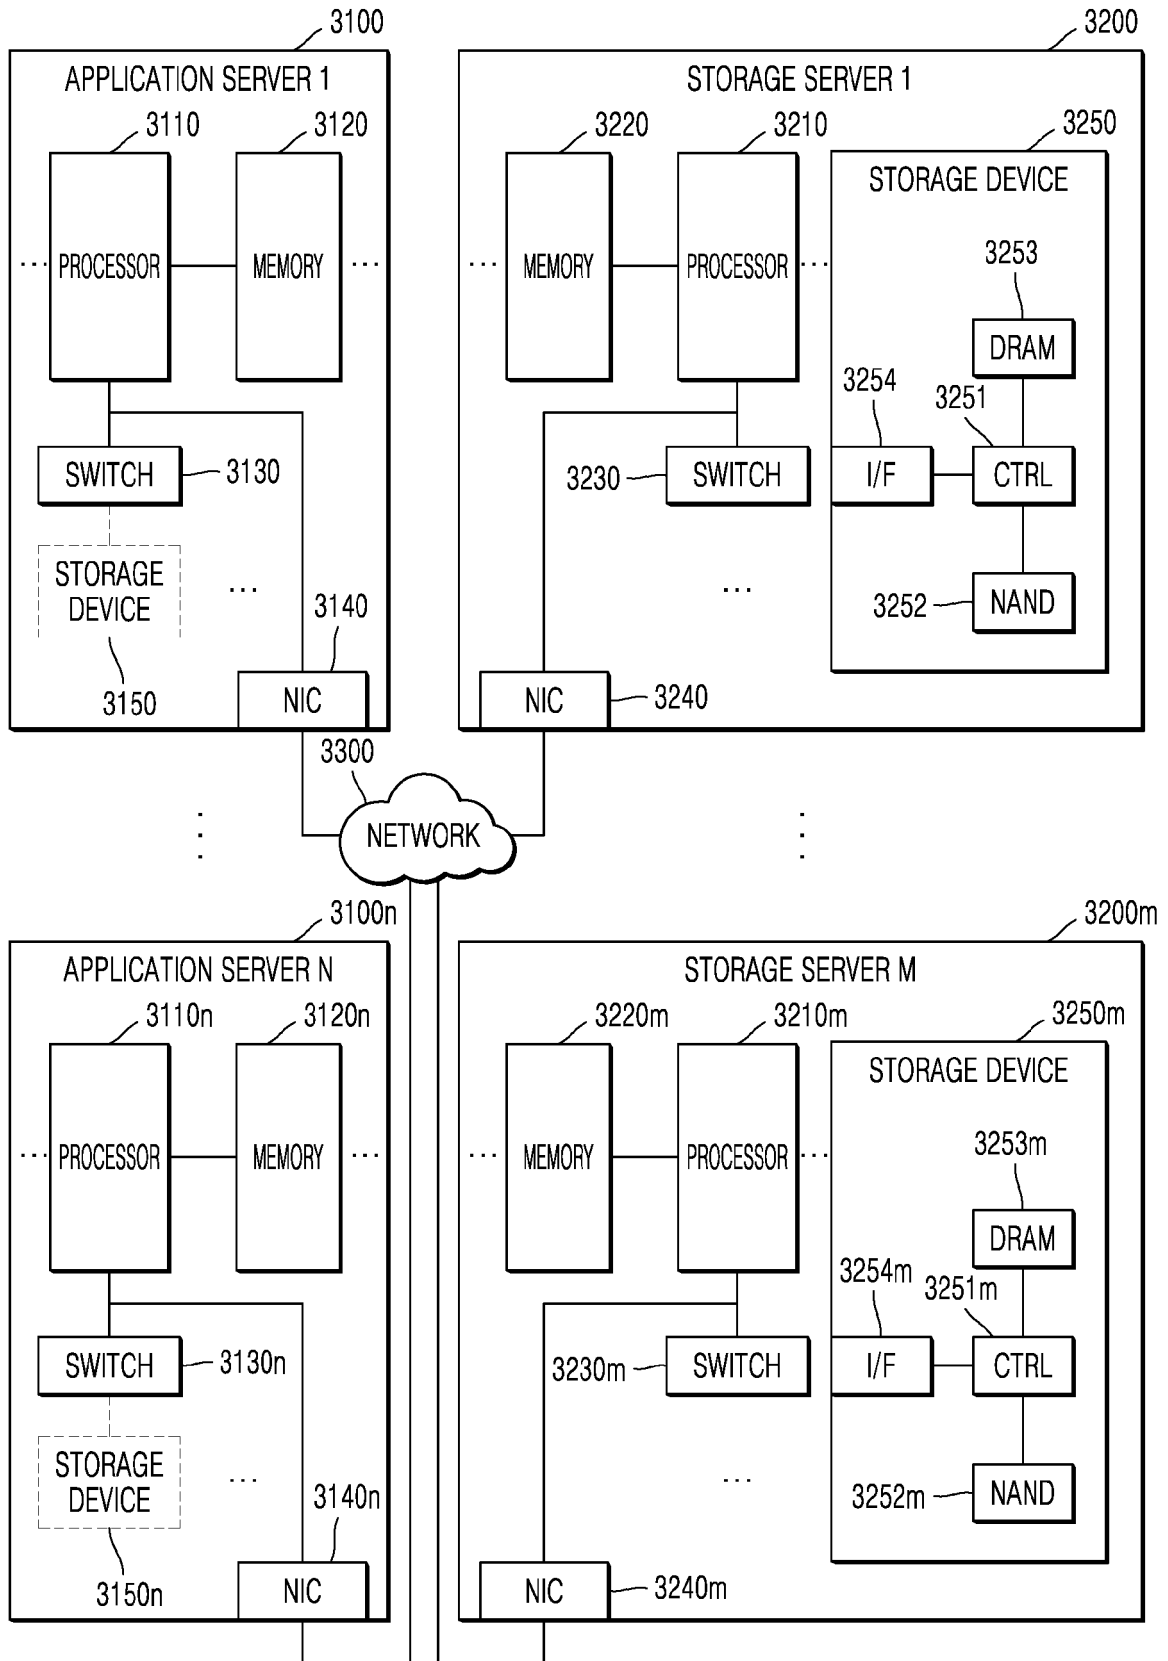 3100
3200
APPLICATION SERVER 1
STORAGE SERVER 1
3110
3120
3220
3210
3250
STORAGE DEVICE
... PROCESSOR
MEMORY ...
... MEMORY
PROCESSOR ...
3253
DRAM
3254
3251
SWITCH
3130
3230
SWITCH
I/F
CTRL
STORAGE
DEVICE
...
...
3252
NAND
3140
3150
NIC
NIC
3240
3300
NETWORK
3100n
3200m
APPLICATION SERVER N
STORAGE SERVER M
3110n
3120n
3220m
3210m
3250m
STORAGE DEVICE
... PROCESSOR
MEMORY ...
... MEMORY
PROCESSOR ...
3253m
DRAM
3254m
3251m
SWITCH
3130n
3230m
SWITCH
I/F
CTRL
STORAGE
DEVICE
...
...
3252m
NAND
3140n
3150n
NIC
NIC
3240m